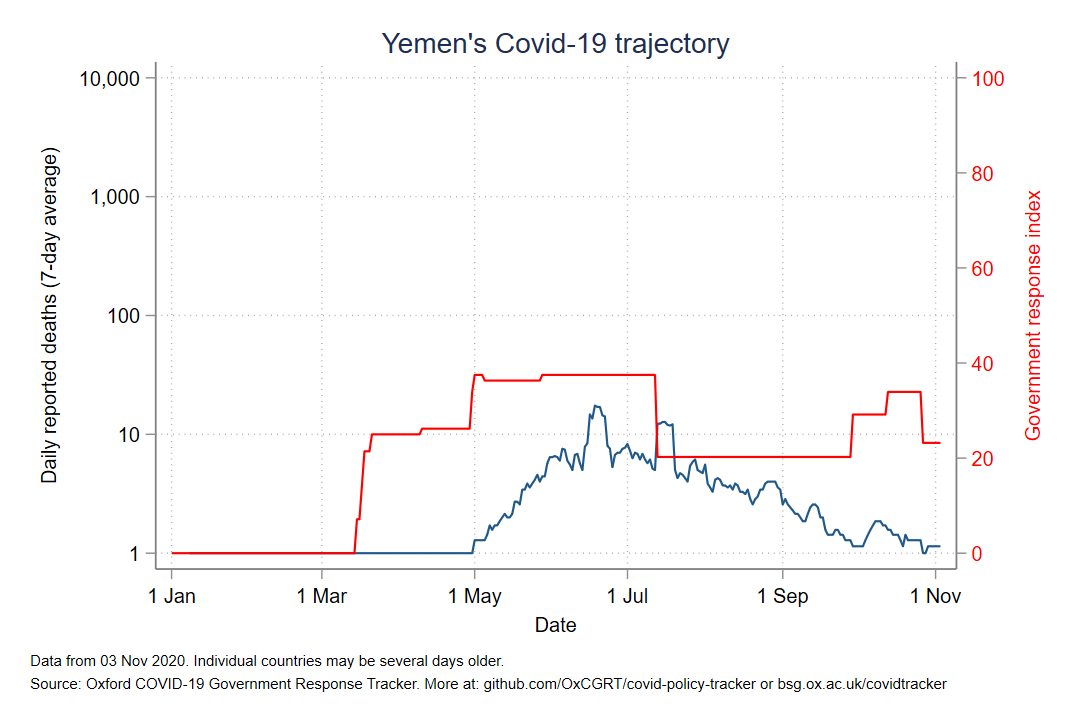 Yemen's Covid-19 trajectory
10,000
1,000
100
10
1
Daily reported deaths (7-day average)
100
80
60
40
20
0
Government response index
1 Jan
1 Mar
1 May
1 Jul
1 Sep
1 Nov
Date
Data from 03 Nov 2020. Individual countries may be several days older.
Source: Oxford COVID-19 Government Response Tracker. More at: github.com/OxCGRT/covid-policy-tracker or bsg.ox.ac.uk/covidtracker